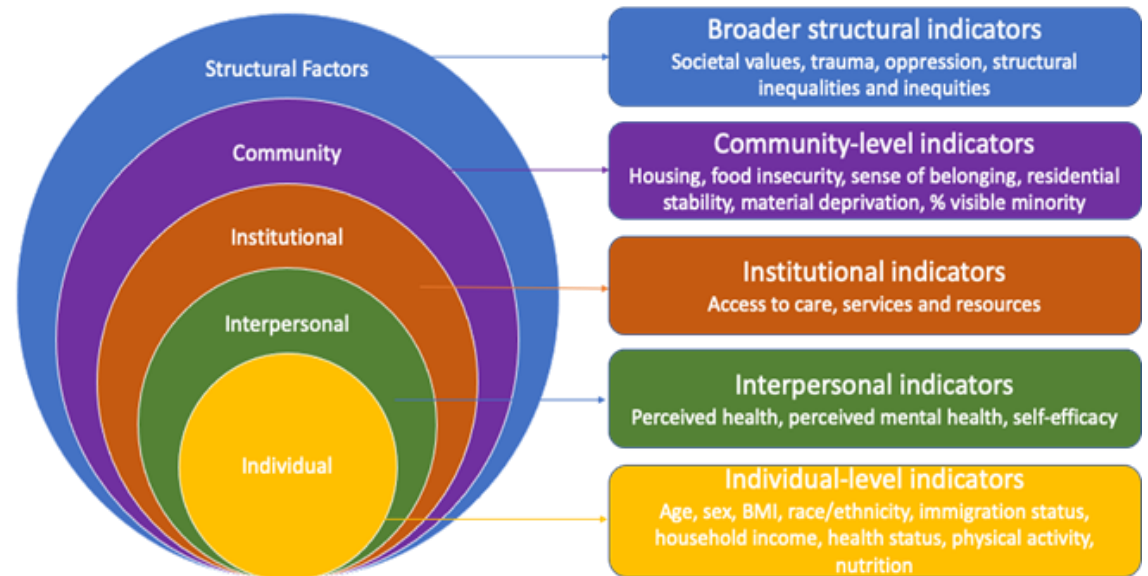 Structural Factors
Community
Institutional
Interpersonal
Individual
Broader structural indicators
Societal values, trauma, oppression, structural
inequalities and inequities
Community-level indicators
Housing, food insecurity, sense of belonging, residential
stability, material deprivation, % visible minority
Institutional indicators
Access to care, services and resources
Interpersonal indicators
Perceived health, perceived mental health, self-efficacy
Individual-level indicators
Age, sex, BMI, race/ethnicity, immigration status,
household income, health status, physical activity,
nutrition